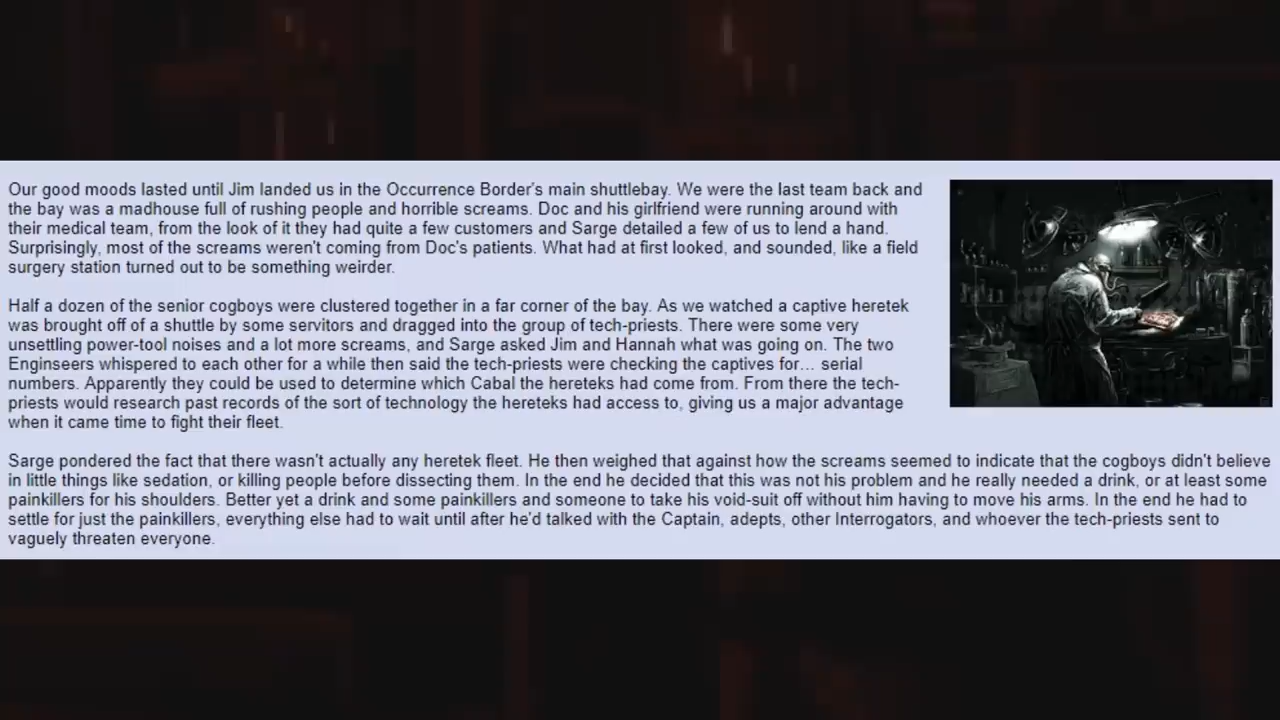 Our good moods lasted until Jim landed us in the Occurrence Border's main shuttlebay. We were the last team back and
the bay was a madhouse full of rushing people and horrible screams. Doc and his girlfriend were running around with
their medical team, from the look of it they had quite a few customers and Sarge detailed a few of us to lend a hand.
Surprisingly, most of the screams weren't coming from Doc's patients. What had at first looked, and sounded, like a field
surgery station turned out to be something weirder.
Half a dozen of the senior cogboys were clustered together in a far corner of the bay. As we watched a captive heretek
was brought off of a shuttle by some servitors and dragged into the group of tech-priests. There were some very
unsettling power-tool noises and a lot more screams, and Sarge asked Jim and Hannah what was going on. The two
Enginseers whispered to each other for a while then said the tech-priests were checking the captives for... serial
numbers. Apparently they could be used to determine which Cabal the hereteks had come from. From there the tech-
priests would research past records of the sort of technology the hereteks had access to, giving us a major advantage
when it came time to fight their fleet.
Sarge pondered the fact that there wasn't actually any heretek fleet. He then weighed that against how the screams seemed to indicate that the cogboys didn't believe
in little things like sedation, or killing people before dissecting them. In the end he decided that this was not his problem and he really needed a drink, or at least some
painkillers for his shoulders. Better yet a drink and some painkillers and someone to take his void-suit off without him having to move his arms. In the end he had to
settle for just the painkillers, everything else had to wait until after he'd talked with the Captain, adepts, other Interrogators, and whoever the tech-priests sent to
vaguely threaten everyone.